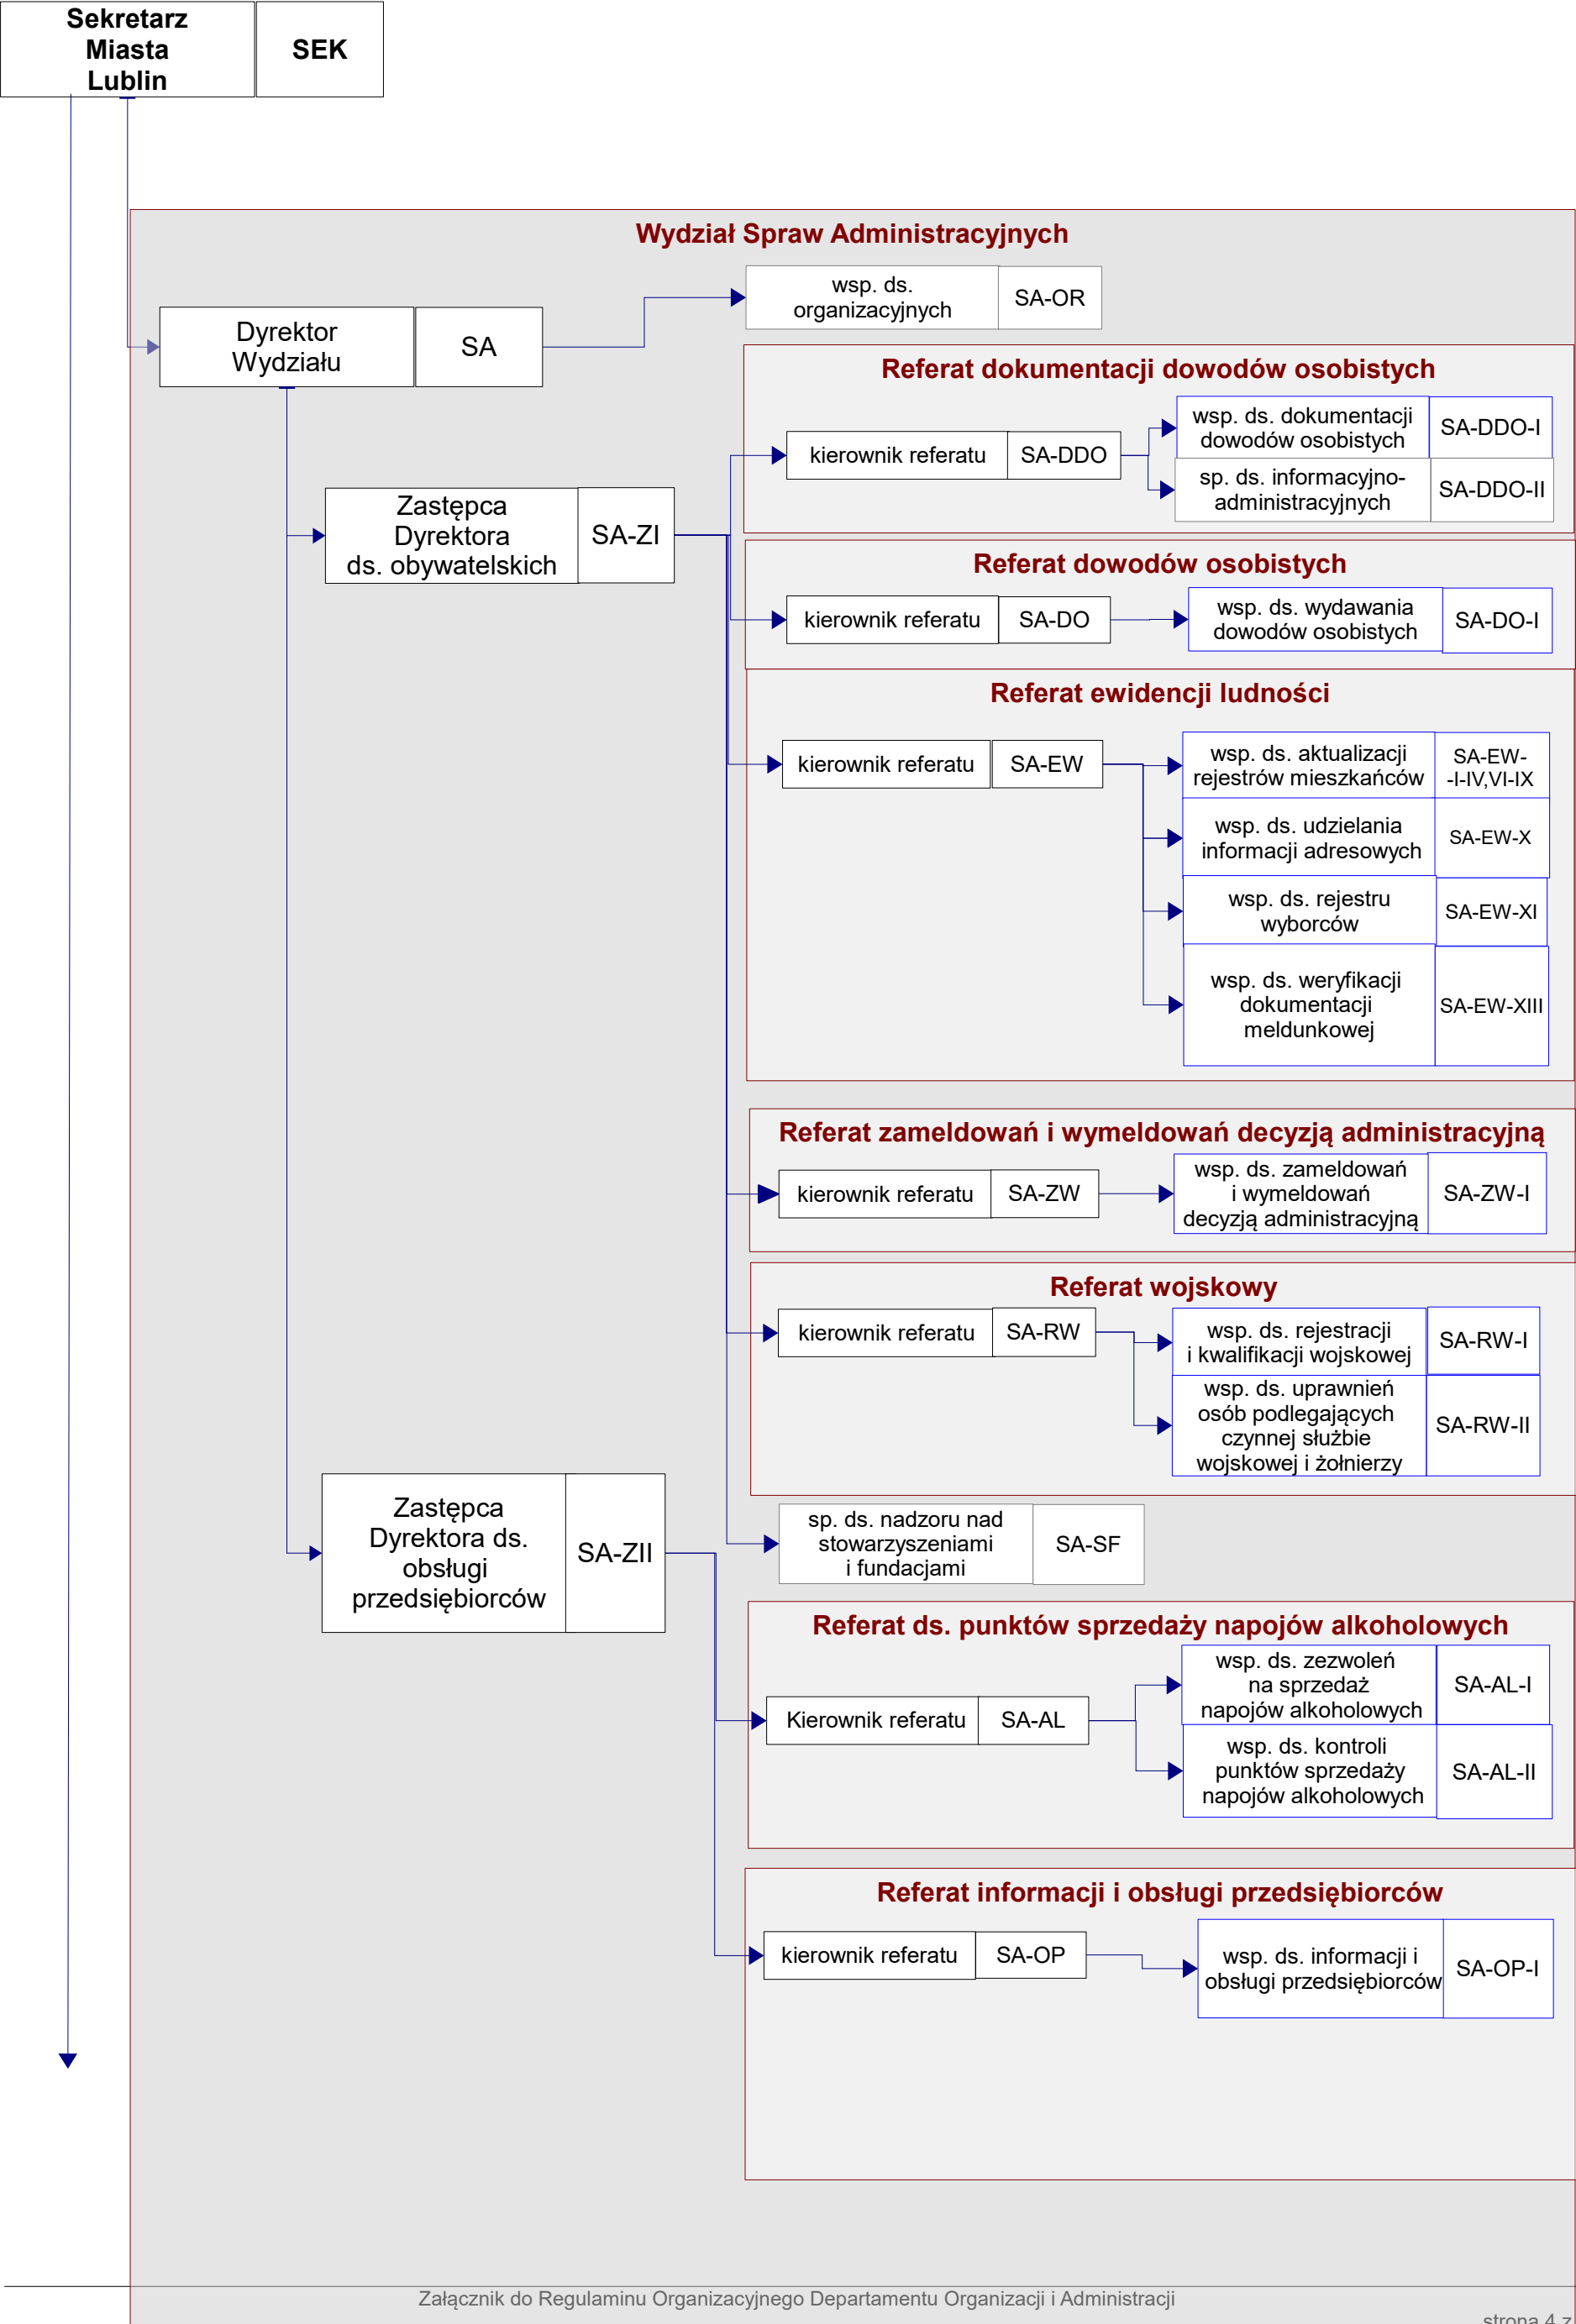 Sekretarz
Miasta
Lublin
SEK
Wydział Spraw Administracyjnych
wsp. ds.
organizacyjnych
SA-OR
Dyrektor
Wydziału
SA
Referat dokumentacji dowodów osobistych
wsp. ds. dokumentacji
dowodów osobistych
SA-DDO-I
kierownik referatu
SA-DDO
sp. ds. informacyjno-
administracyjnych
SA-DDO-II
Zastępca
Dyrektora
ds. obywatelskich
SA-ZI
Referat dowodów osobistych
kierownik referatu
SA-DO
wsp. ds. wydawania
dowodów osobistych
SA-DO-I
Referat ewidencji ludności
kierownik referatu
SA-EW
wsp. ds. aktualizacji
rejestrów mieszkańców
SA-EW-
-I-IV,VI-IX
wsp. ds. udzielania
informacji adresowych
SA-EW-X
wsp. ds. rejestru
wyborców
SA-EW-XI
wsp. ds. weryfikacji
dokumentacji
meldunkowej
SA-EW-XIII
Referat zameldowań i wymeldowań decyzją administracyjną
kierownik referatu
SA-ZW
wsp. ds. zameldowań
i wymeldowań
decyzją administracyjną
SA-ZW-I
Referat wojskowy
kierownik referatu
SA-RW
wsp. ds. rejestracji
i kwalifikacji wojskowej
SA-RW-I
wsp. ds. uprawnień
osób podlegających
czynnej służbie
wojskowej i żołnierzy
SA-RW-II
Zastępca
Dyrektora ds.
obsługi
przedsiębiorców
SA-ZII
sp. ds. nadzoru nad
stowarzyszeniami
i fundacjami
SA-SF
Referat ds. punktów sprzedaży napojów alkoholowych
Kierownik referatu
SA-AL
wsp. ds. zezwoleń
na sprzedaż
napojów alkoholowych
SA-AL-I
wsp. ds. kontroli
punktów sprzedaży
napojów alkoholowych
SA-AL-II
Referat informacji i obsługi przedsiębiorców
kierownik referatu
SA-OP
wsp. ds. informacji i
obsługi przedsiębiorców
SA-OP-I
Załącznik do Regulaminu Organizacyjnego Departamentu Organizacji i Administracji
strona 4 z